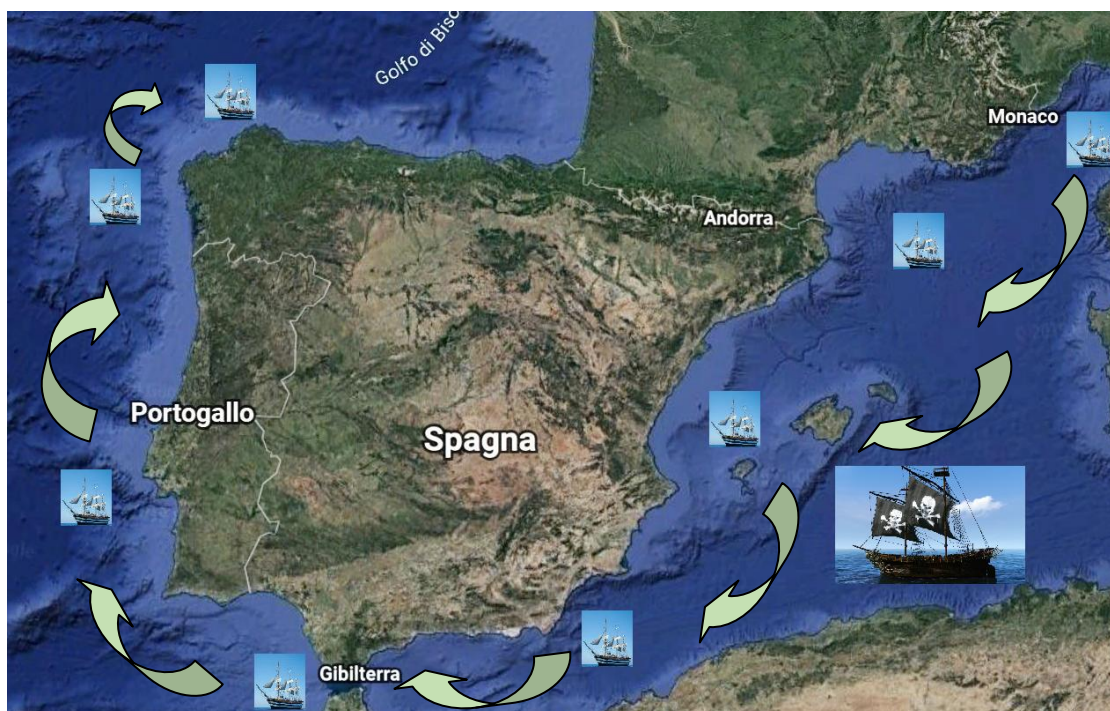 Golfo di Bisc
Monaco
Andorra
Portogallo
Spagna
Gibilterra